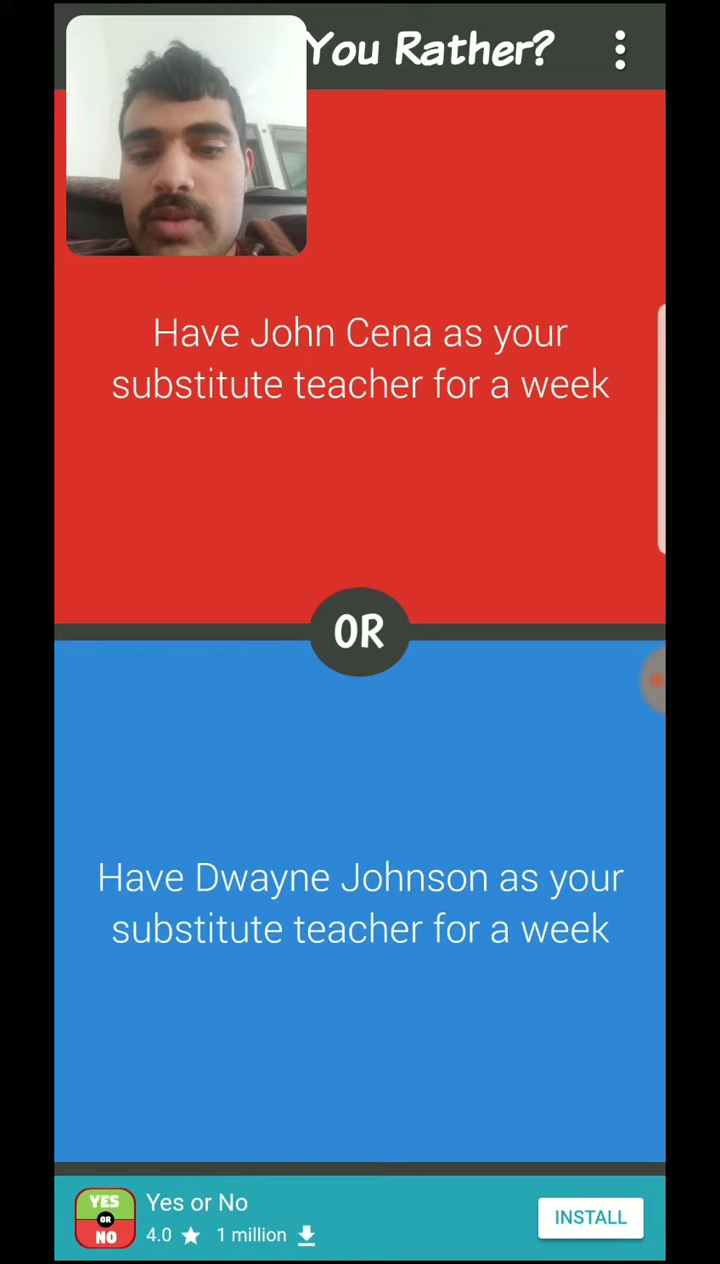 You Rather?
Have John Cena as your
substitute teacher for a week
OR
Have Dwayne Johnson as your
substitute teacher for a week
YES
OR
NO
Yes or No
4.0 ★ 1 million
INSTALL